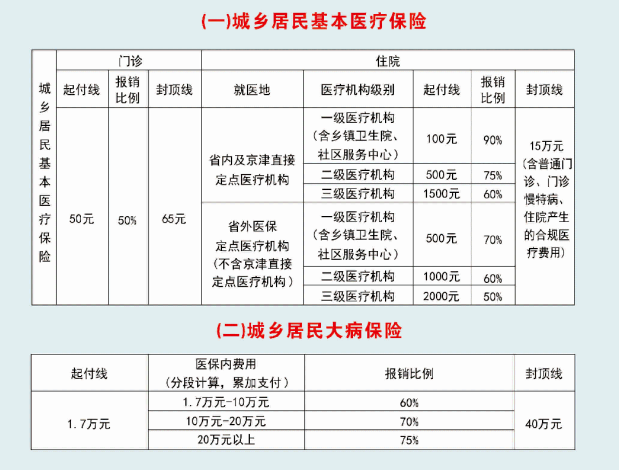 (一)城乡居民基本医疗保险
城乡居民基本医疗保险
门诊
住院
起付线
报销
比例
封顶线
就医地
医疗机构级别
起付线
报销
比例
封顶线
50元
50%
65元
省内及京津直接
定点医疗机构
一级医疗机构
(含乡镇卫生院、
社区服务中心)
100元
90%
二级医疗机构
500元
75%
三级医疗机构
1500元
60%
省外医保
定点医疗机构
(不含京津直接
定点医疗机构)
一级医疗机构
(含乡镇卫生院、
社区服务中心)
500元
70%
二级医疗机构
1000元
60%
三级医疗机构
2000元
50%
15万元
(含普通门
诊、门诊
慢特病、
住院产生
的合规医
疗费用)
(二)城乡居民大病保险
起付线
医保内费用
(分段计算，累加支付)
报销比例
封顶线
1.7万元
1.7万元-10万元
60%
10万元-20万元
70%
20万元以上
75%
40万元